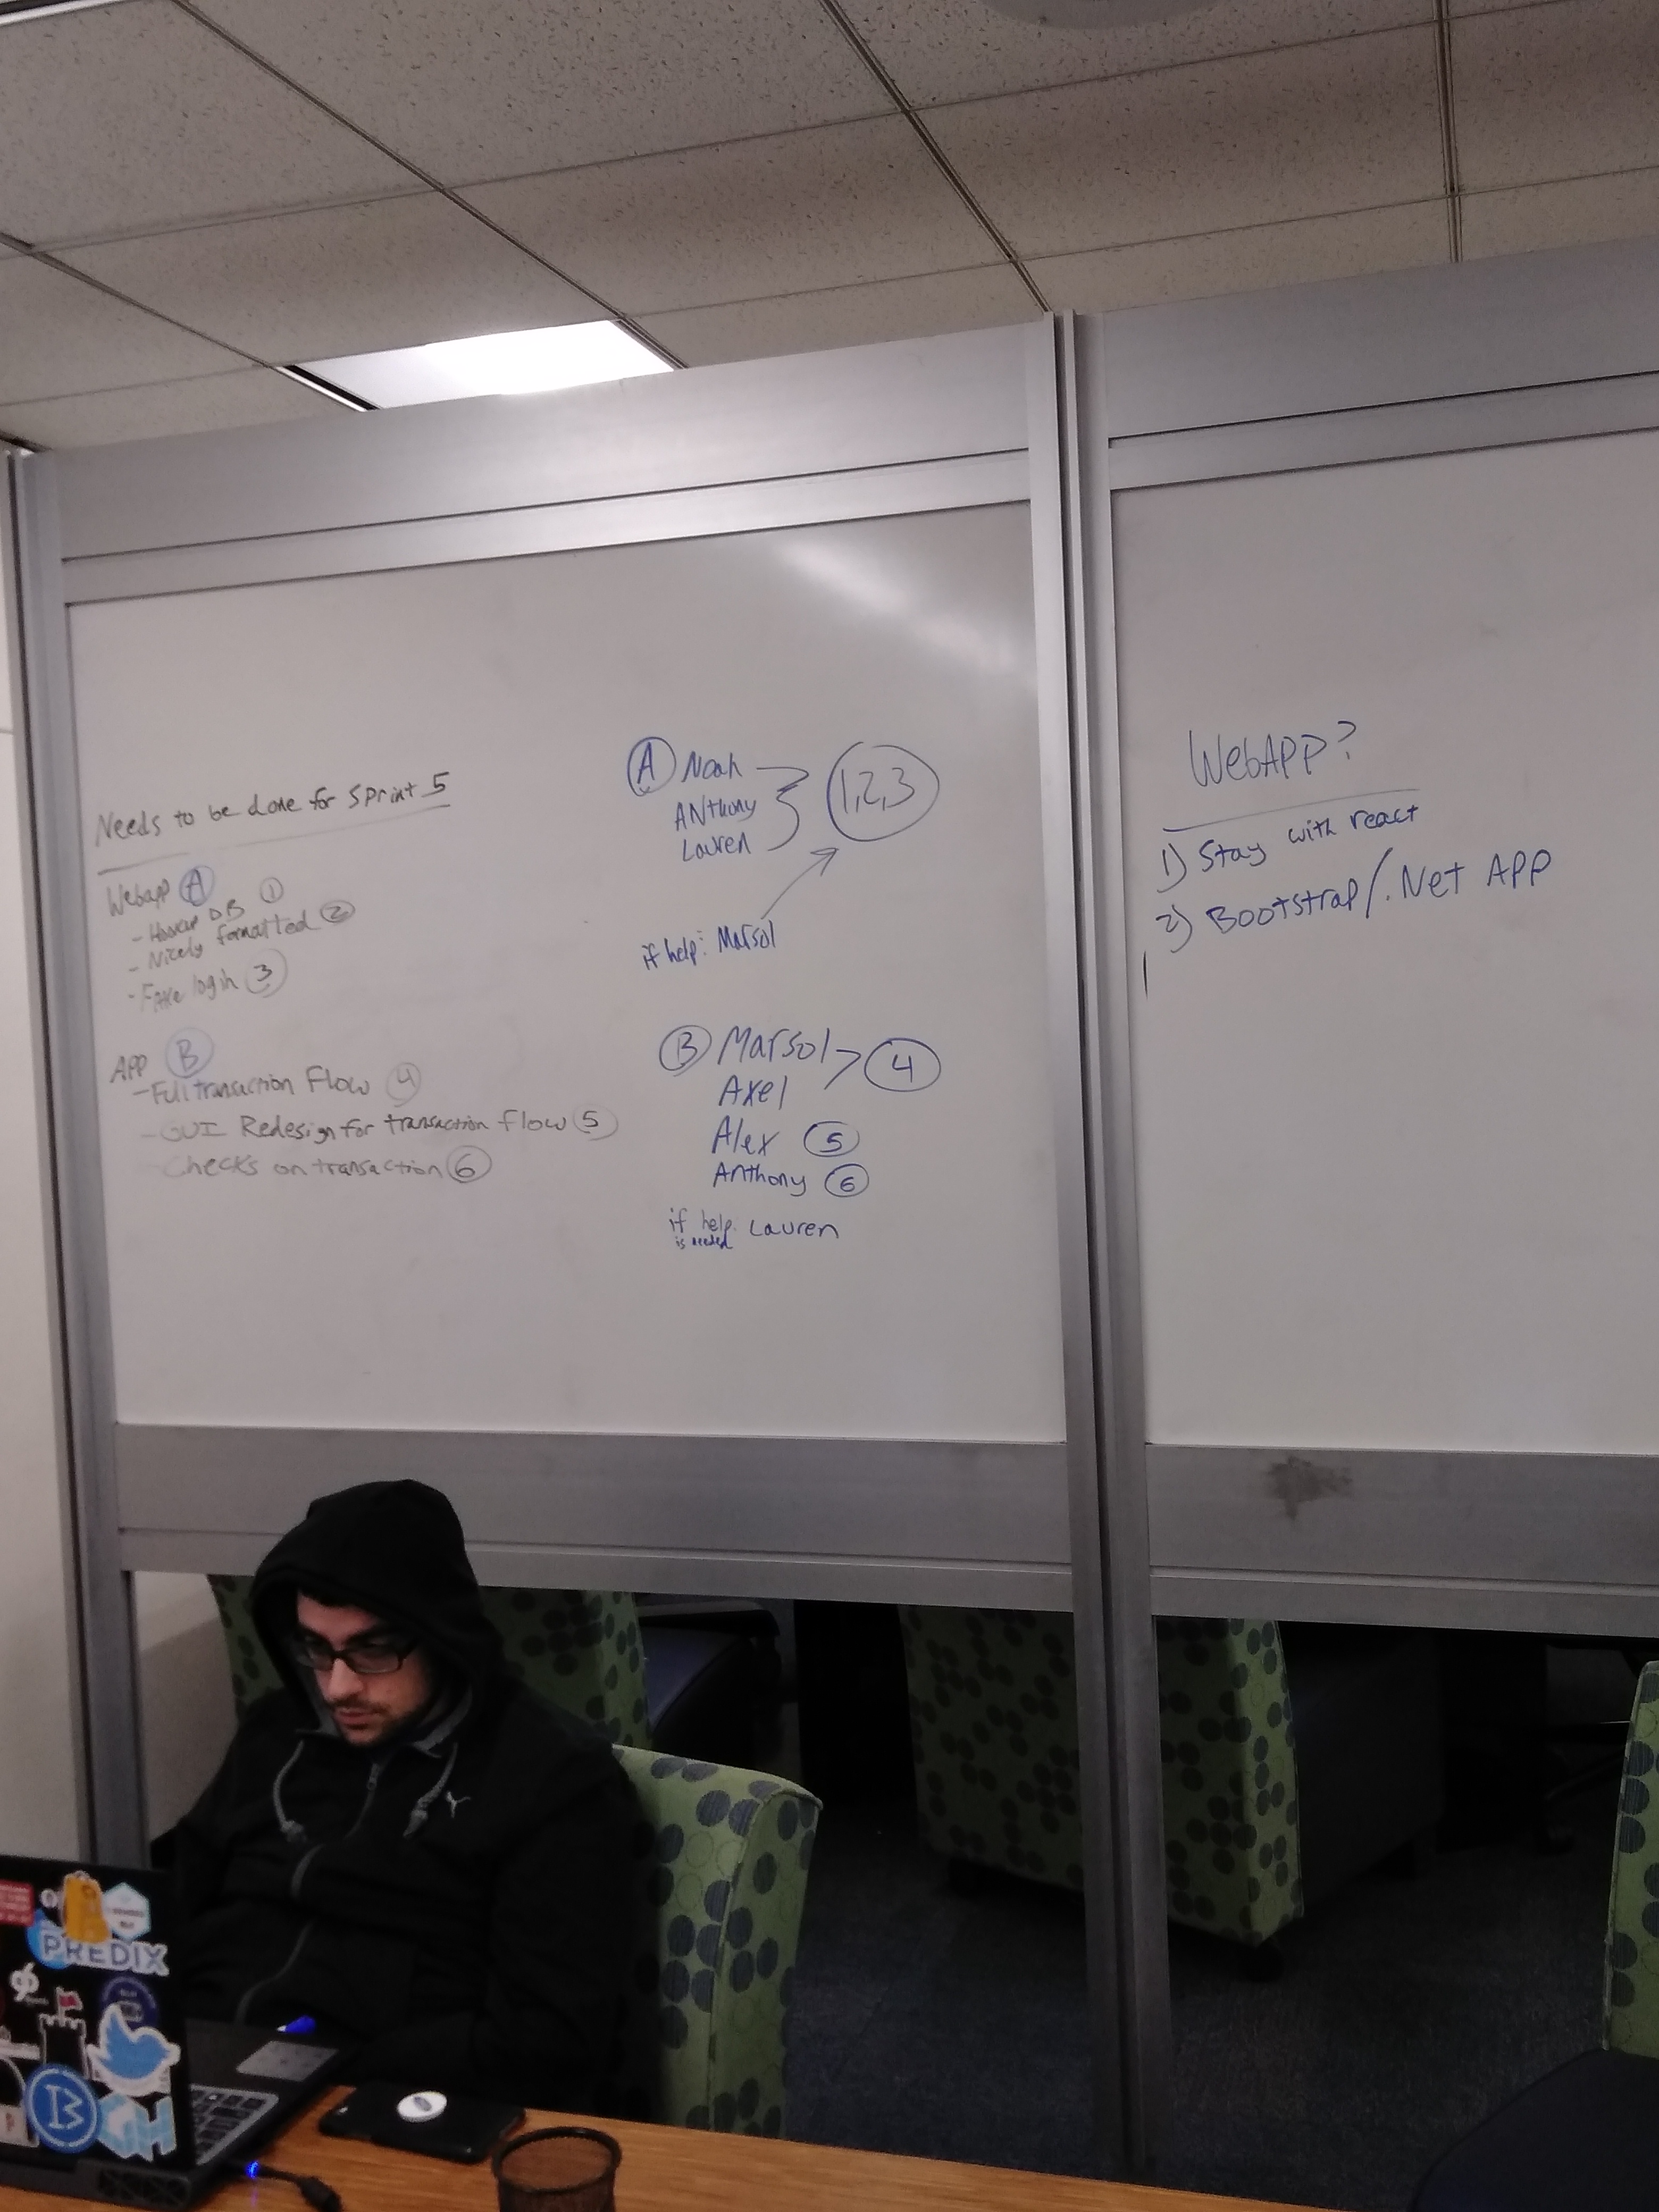 Needs to be done for Sprint 5
Webapp A
- Hookup DB 1
- Nicely formatted 2
- Fake login 3
APP B
- Full transaction Flow 4
- GUI Redesign for transaction flow 5
- Checks on transaction 6
A Noah
ANthony
Lauren
1,2,3
if help: Marsol
B Marsol
Axel
4
Alex 5
Anthony 6
if help Lauren
is needed
WebAPP?
1) Stay with react
2) Bootstrap/.Net APP
PREDIX
B